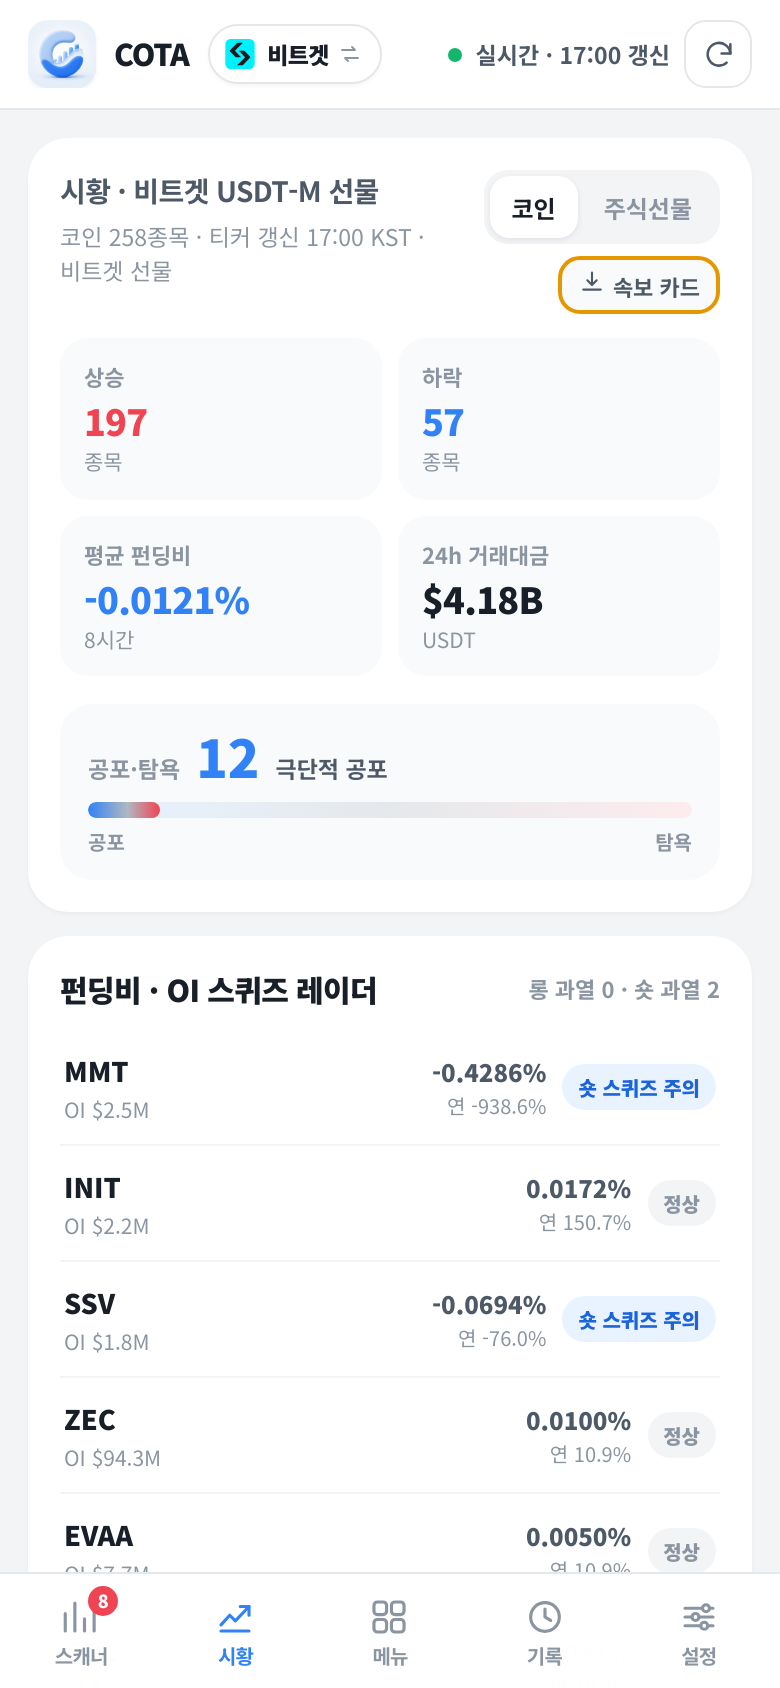 COTA
비트겟
실시간 · 17:00 갱신
시황 · 비트겟 USDT-M 선물
코인 258종목 · 티커 갱신 17:00 KST ·
비트겟 선물
코인
주식선물
속보 카드
상승
197
종목
하락
57
종목
평균 펀딩비
-0.0121%
8시간
24h 거래대금
$4.18B
USDT
공포·탐욕 12 극단적 공포
공포
탐욕
펀딩비 · OI 스퀴즈 레이더
롱 과열 0 · 숏 과열 2
MMT
OI $2.5M
-0.4286%
연 -938.6%
숏 스퀴즈 주의
INIT
OI $2.2M
0.0172%
연 150.7%
정상
SSV
OI $1.8M
-0.0694%
연 -76.0%
숏 스퀴즈 주의
ZEC
OI $94.3M
0.0100%
연 10.9%
정상
EVAA
OI $7.7M
0.0050%
연 10.9%
정상
8
스캐너
시황
메뉴
기록
설정